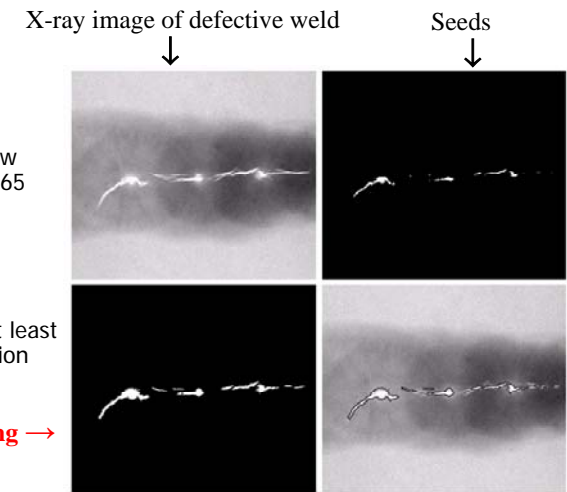 X-ray image of defective weld
Seeds
w
65
t least
ion
ng →